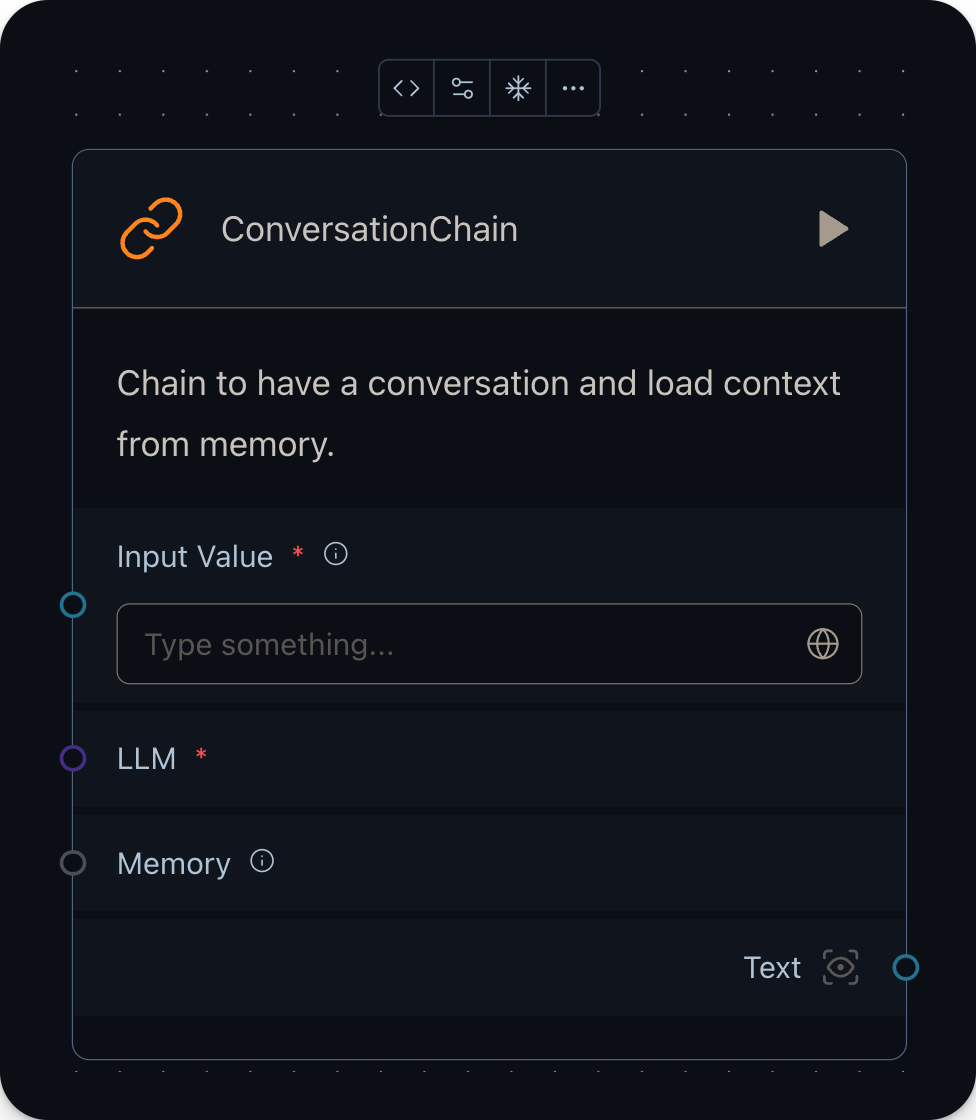 ConversationChain
Chain to have a conversation and load context
from memory.
Input Value *
Type something...
LLM *
Memory
Text